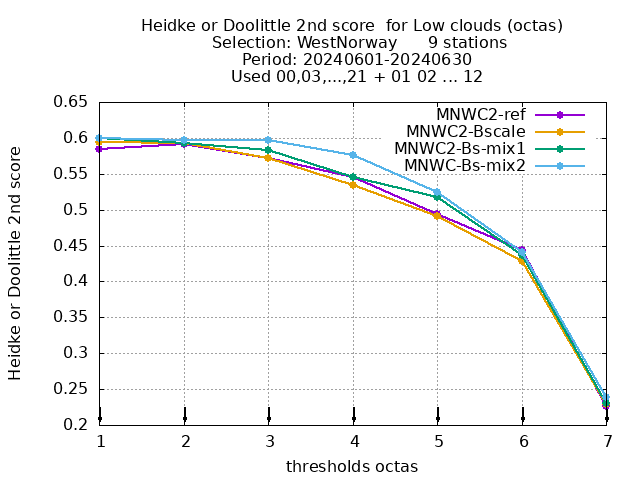 Heidke or Doolittle 2nd score  for Low clouds (octas)
Selection: WestNorway      9 stations
Period: 20240601-20240630
Used 00,03,...,21 + 01 02 ... 12
Heidke or Doolittle 2nd score
0.65
0.6
0.55
0.5
0.45
0.4
0.35
0.3
0.25
0.2
MNWC2-ref
MNWC2-Bscale
MNWC2-Bs-mix1
MNWC-Bs-mix2
1 2 3 4 5 6 7
thresholds octas